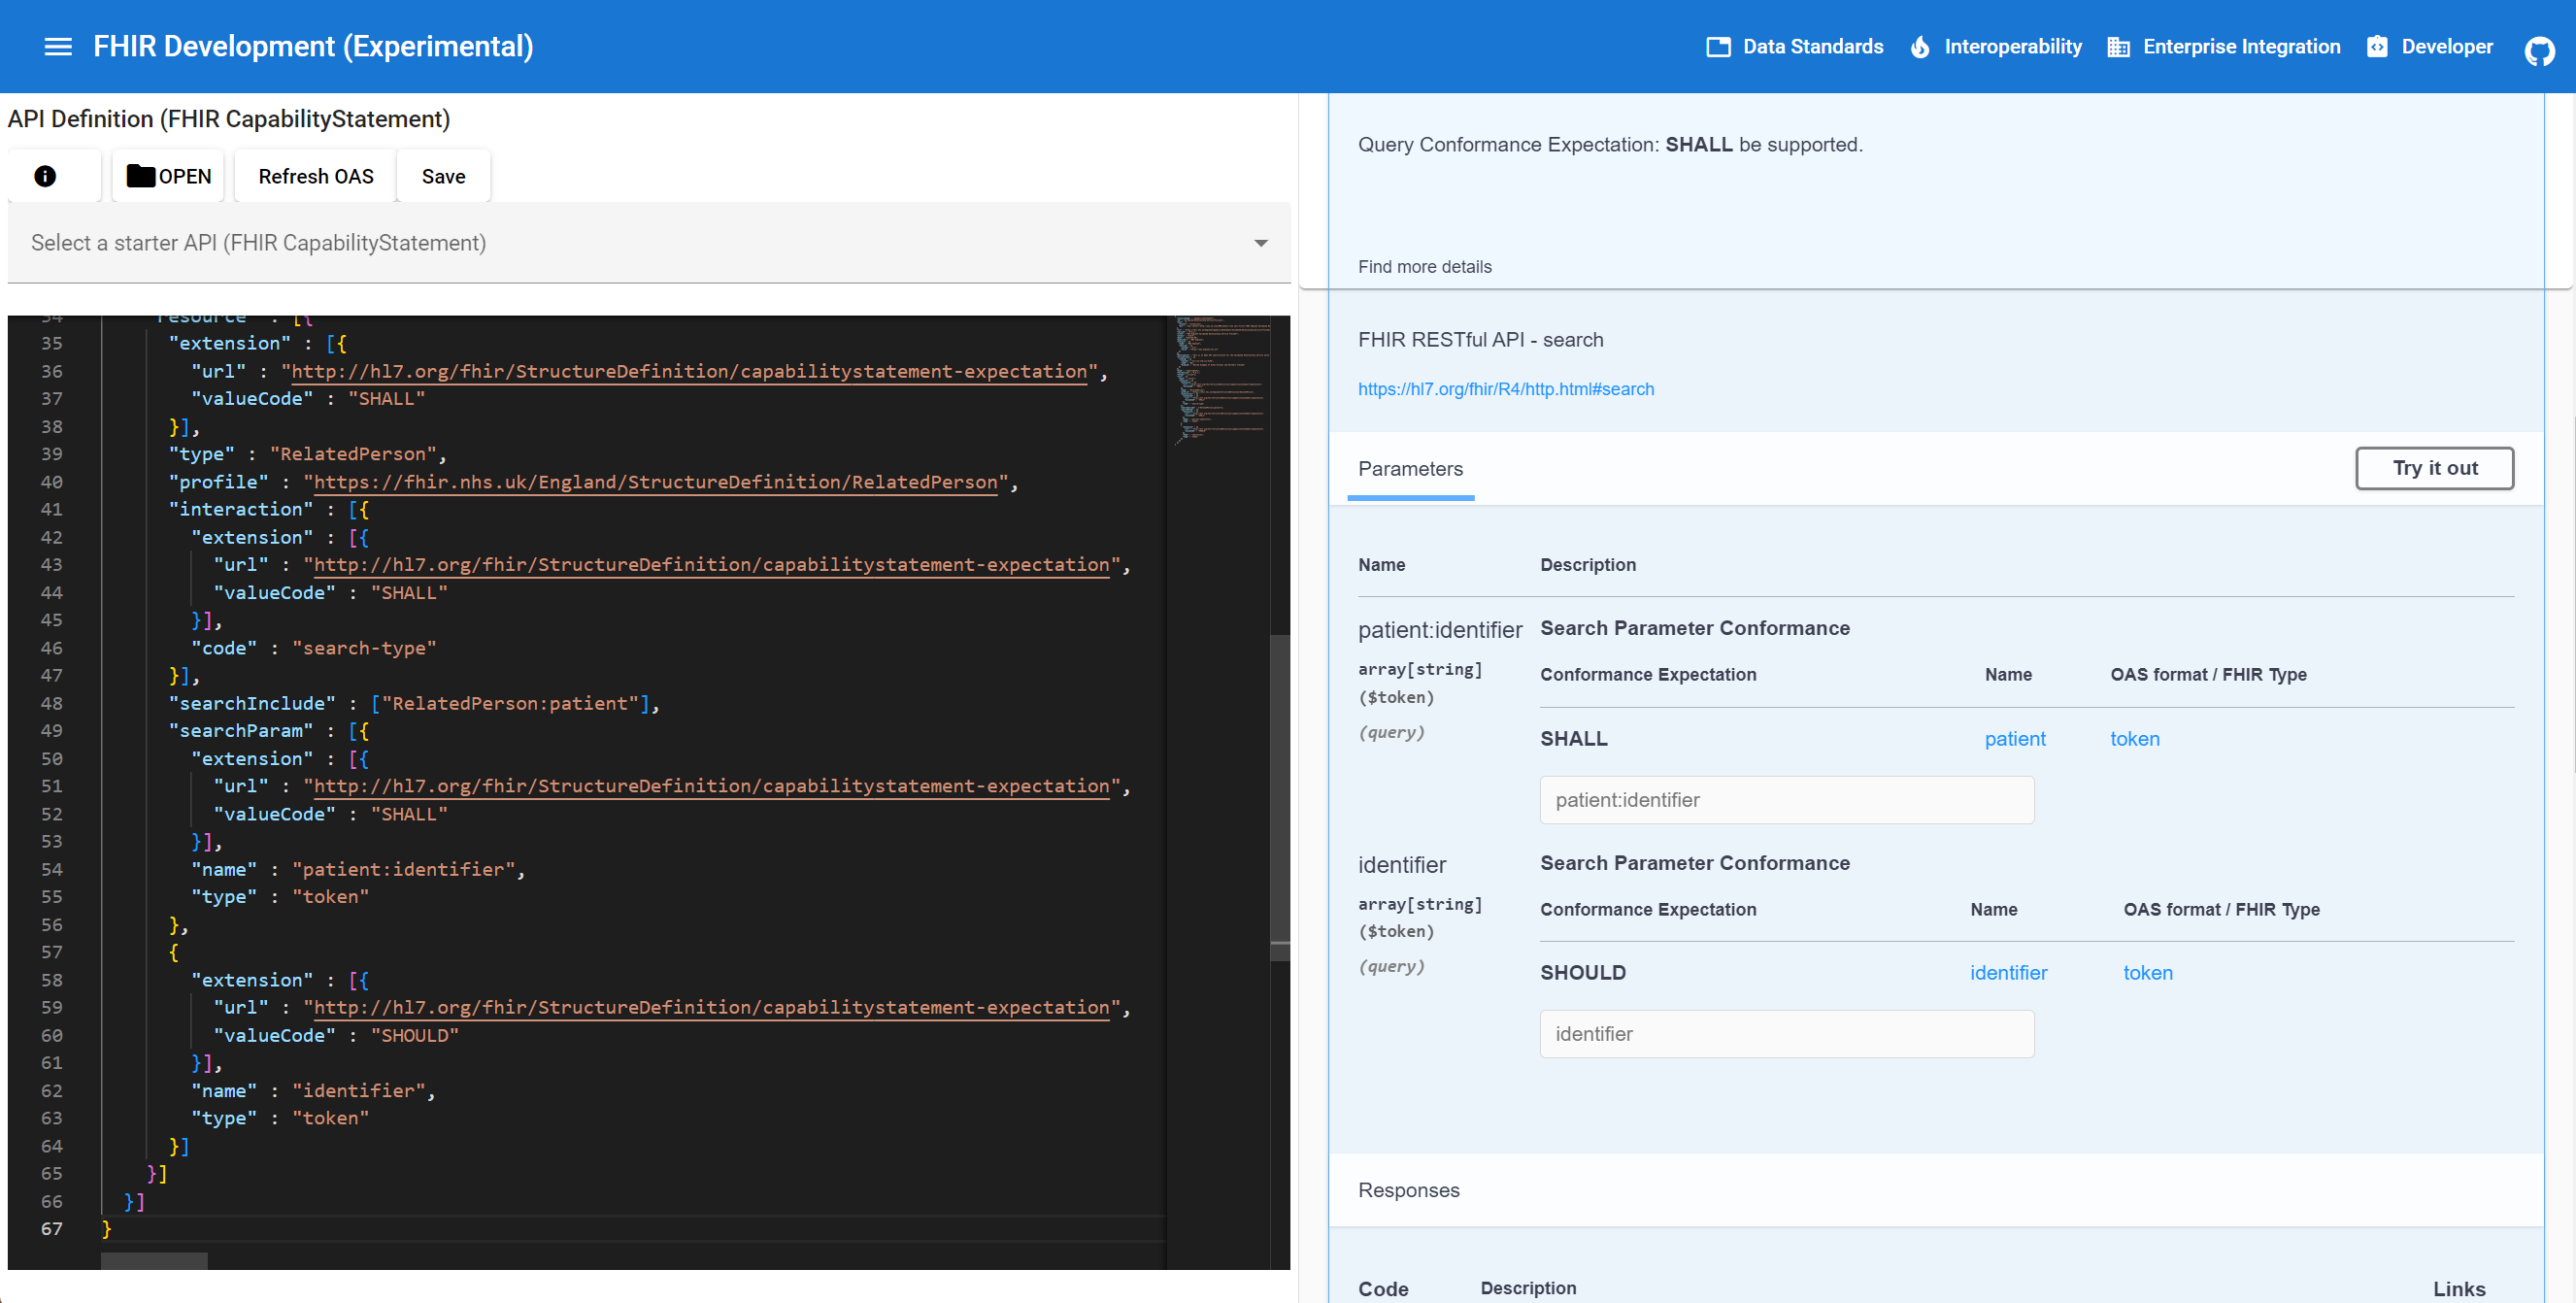 FHIR Development (Experimental)
Data Standards
Interoperability
Enterprise Integration
Developer
API Definition (FHIR CapabilityStatement)
OPEN
Refresh OAS
Save
Select a starter API (FHIR CapabilityStatement)
34 "resource" : [{
35 "extension" : [{
36 "url" : "http://hl7.org/fhir/StructureDefinition/capabilitystatement-expectation",
37 "valueCode" : "SHALL"
38 }],
39 "type" : "RelatedPerson",
40 "profile" : "https://fhir.nhs.uk/England/StructureDefinition/RelatedPerson",
41 "interaction" : [{
42 "extension" : [{
43 "url" : "http://hl7.org/fhir/StructureDefinition/capabilitystatement-expectation",
44 "valueCode" : "SHALL"
45 }],
46 "code" : "search-type"
47 }],
48 "searchInclude" : ["RelatedPerson:patient"],
49 "searchParam" : [{
50 "extension" : [{
51 "url" : "http://hl7.org/fhir/StructureDefinition/capabilitystatement-expectation",
52 "valueCode" : "SHALL"
53 }],
54 "name" : "patient:identifier",
55 "type" : "token"
56 },
57 {
58 "extension" : [{
59 "url" : "http://hl7.org/fhir/StructureDefinition/capabilitystatement-expectation",
60 "valueCode" : "SHOULD"
61 }],
62 "name" : "identifier",
63 "type" : "token"
64 }]
65 }]
66 }]
67 }
Query Conformance Expectation: SHALL be supported.
Find more details
FHIR RESTful API - search
https://hl7.org/fhir/R4/http.html#search
Parameters
Try it out
Name Description
patient:identifier
array[string]
($token)
(query)
Search Parameter Conformance
Conformance Expectation Name OAS format / FHIR Type
SHALL patient token
patient:identifier
identifier
array[string]
($token)
(query)
Search Parameter Conformance
Conformance Expectation Name OAS format / FHIR Type
SHOULD identifier token
identifier
Responses
Code Description Links